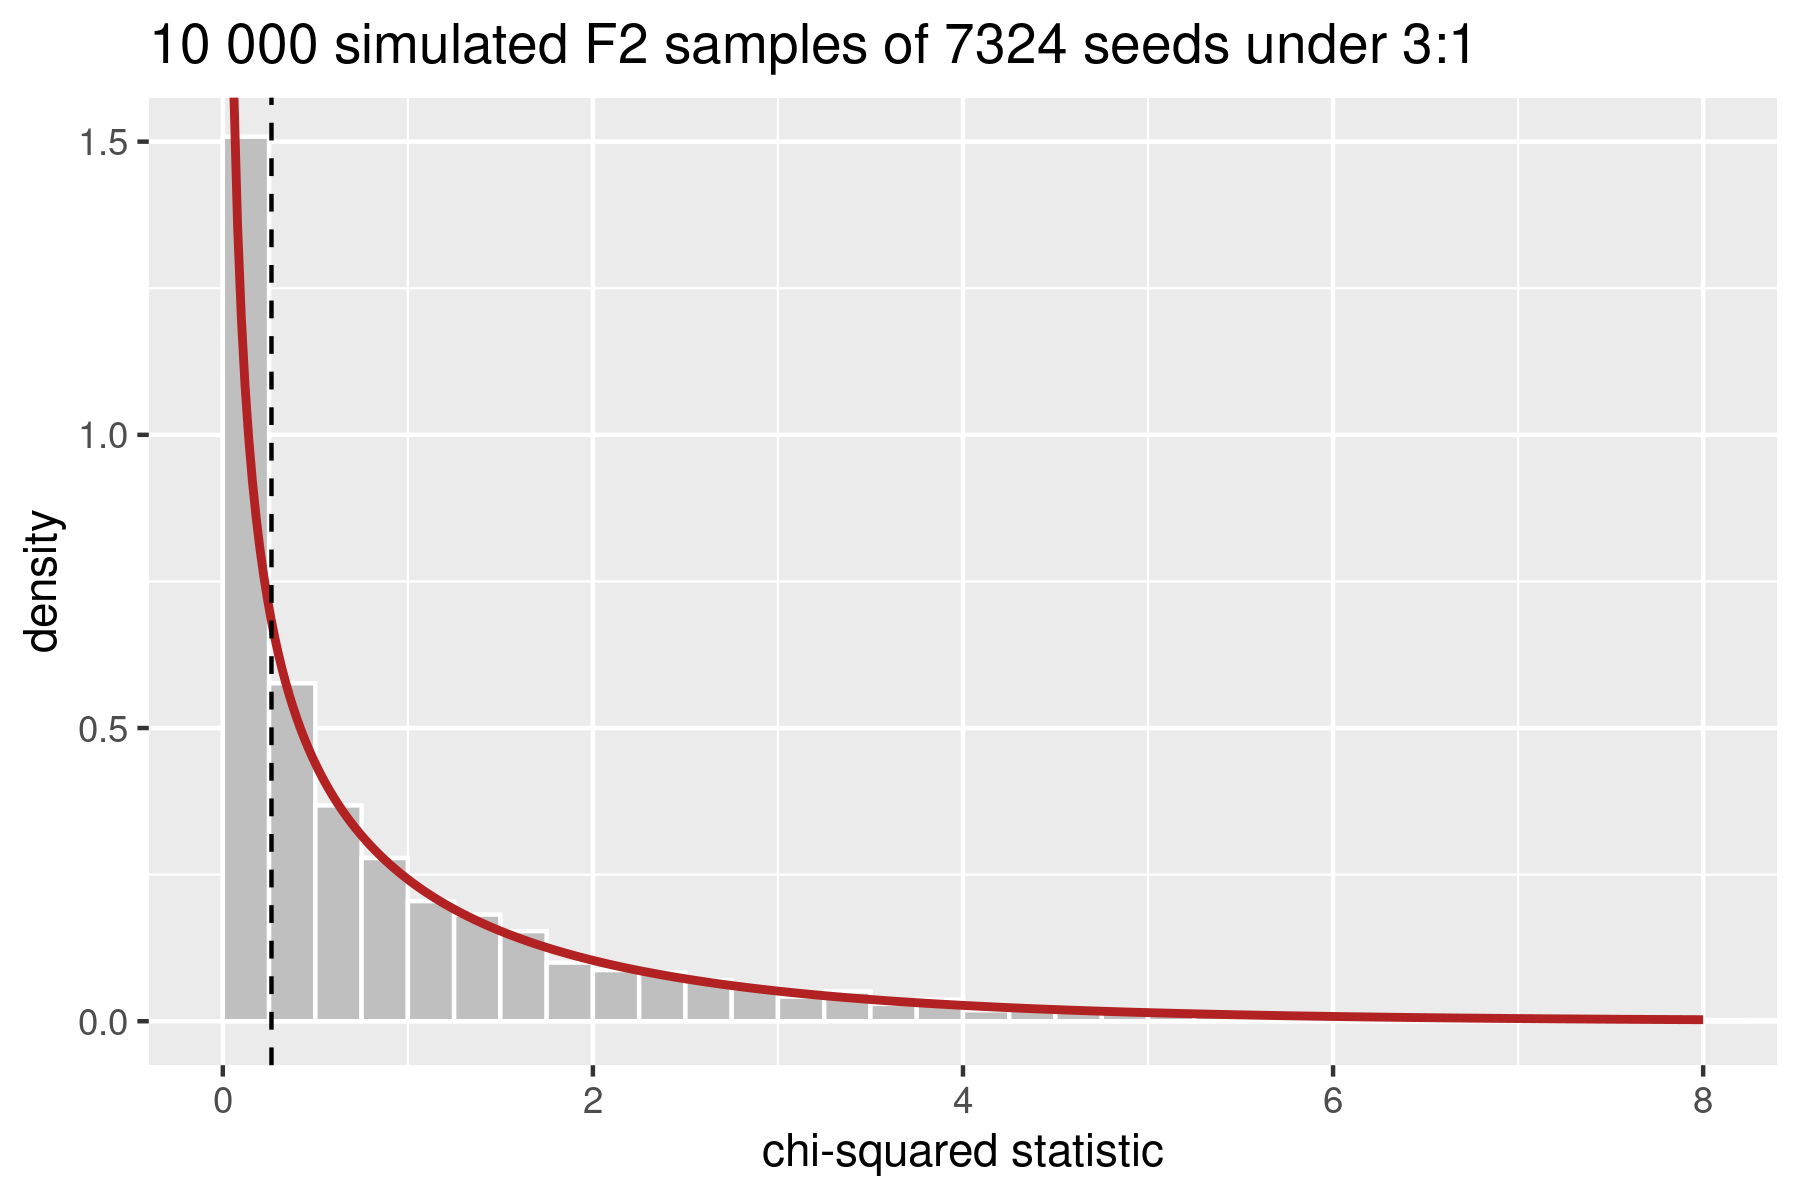 10 000 simulated F2 samples of 7324 seeds under 3:1
1.5
1.0
0.5
0.0
density
0 2 4 6 8
chi-squared statistic